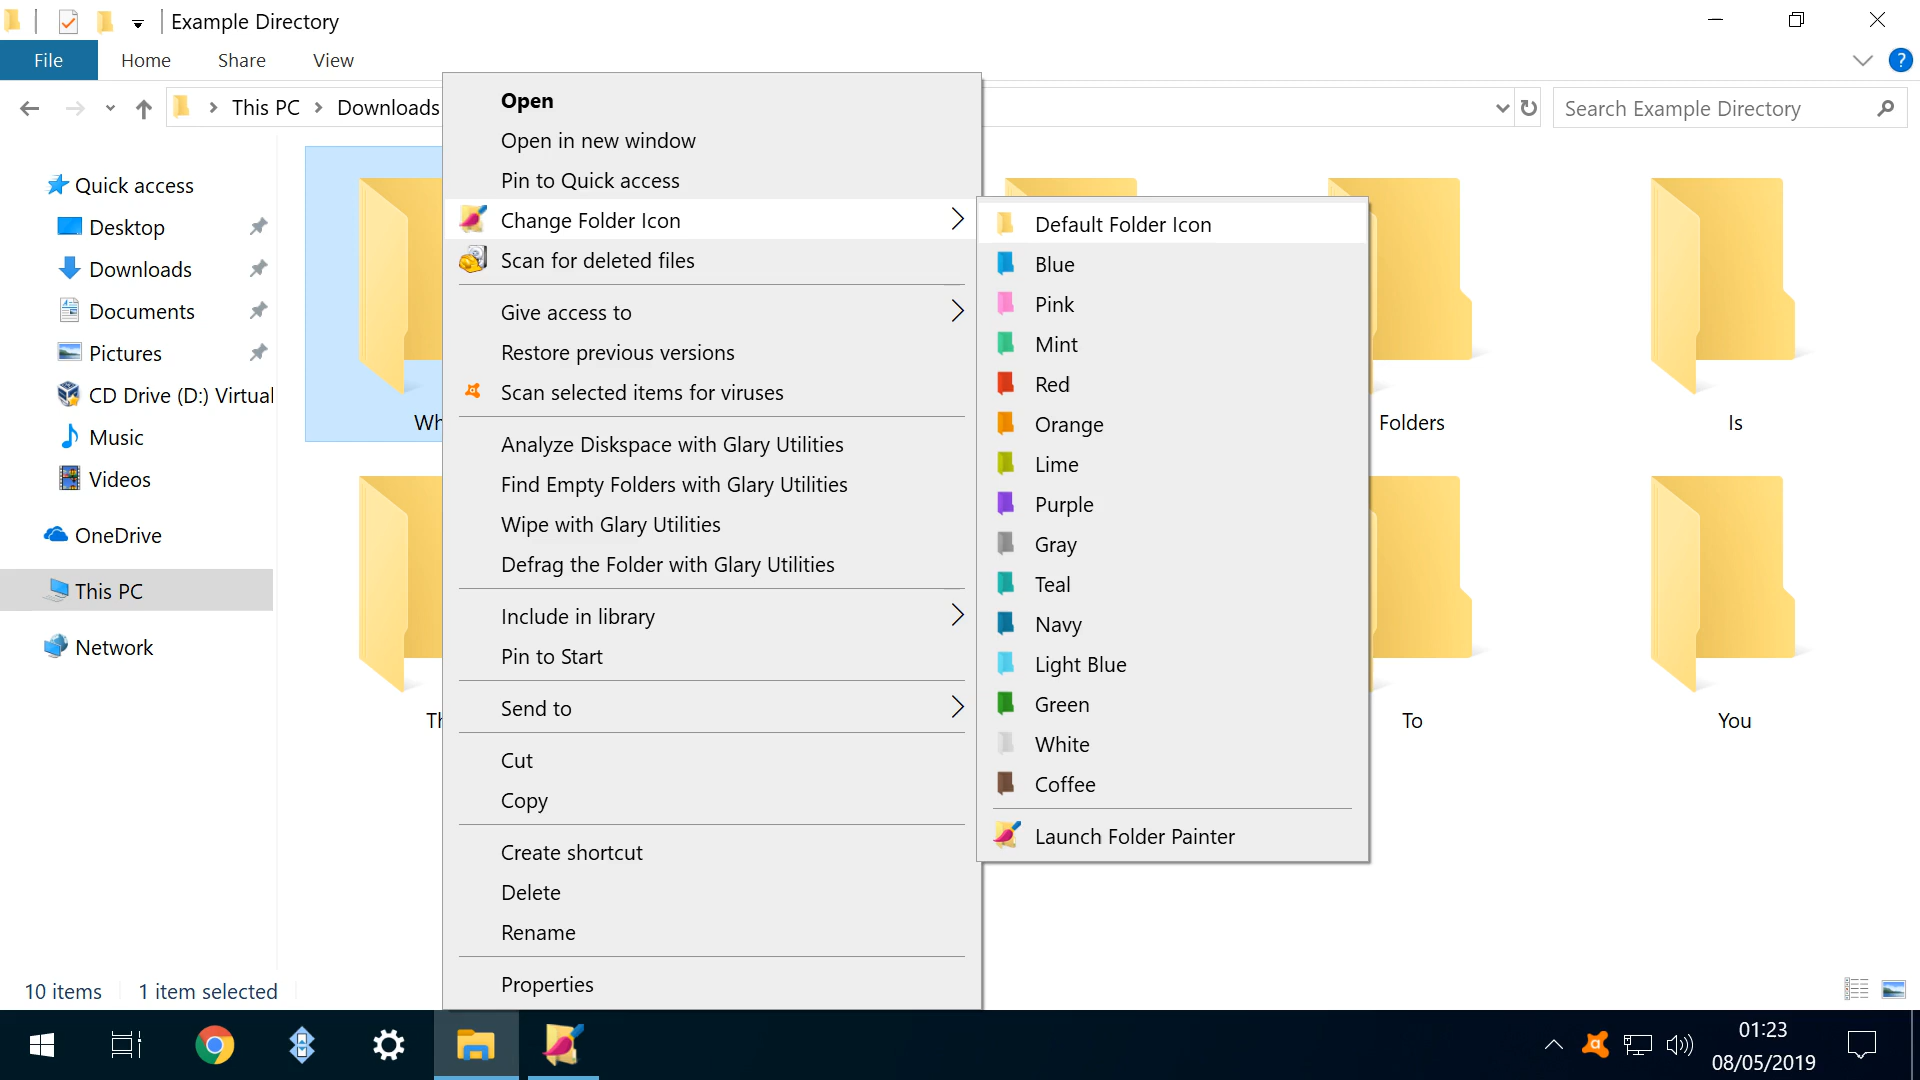 Example Directory
File Home Share View
?
This PC Downloads
Search Example Directory
Quick access
Desktop
Downloads
Documents
Pictures
CD Drive (D:) Virtual
Music
Videos
OneDrive
This PC
Network
Open
Open in new window
Pin to Quick access
Change Folder Icon
Scan for deleted files
Give access to
Restore previous versions
Scan selected items for viruses
Analyze Diskspace with Glary Utilities
Find Empty Folders with Glary Utilities
Wipe with Glary Utilities
Defrag the Folder with Glary Utilities
Include in library
Pin to Start
Send to
Cut
Copy
Create shortcut
Delete
Rename
Properties
Default Folder Icon
Blue
Pink
Mint
Red
Orange
Lime
Purple
Gray
Teal
Navy
Light Blue
Green
White
Coffee
Launch Folder Painter
Folders
Is
To
You
10 items 1 item selected
01:23
08/05/2019